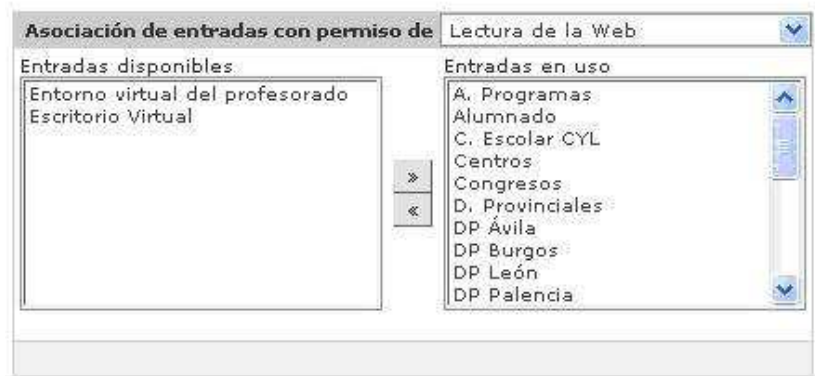 Asociación de entradas con permiso de Lectura de la Web
Entradas disponibles
Entorno virtual del profesorado
Escritorio Virtual
»
«
Entradas en uso
A. Programas
Alumnado
C. Escolar CYL
Centros
Congresos
D. Provinciales
DP Ávila
DP Burgos
DP León
DP Palencia